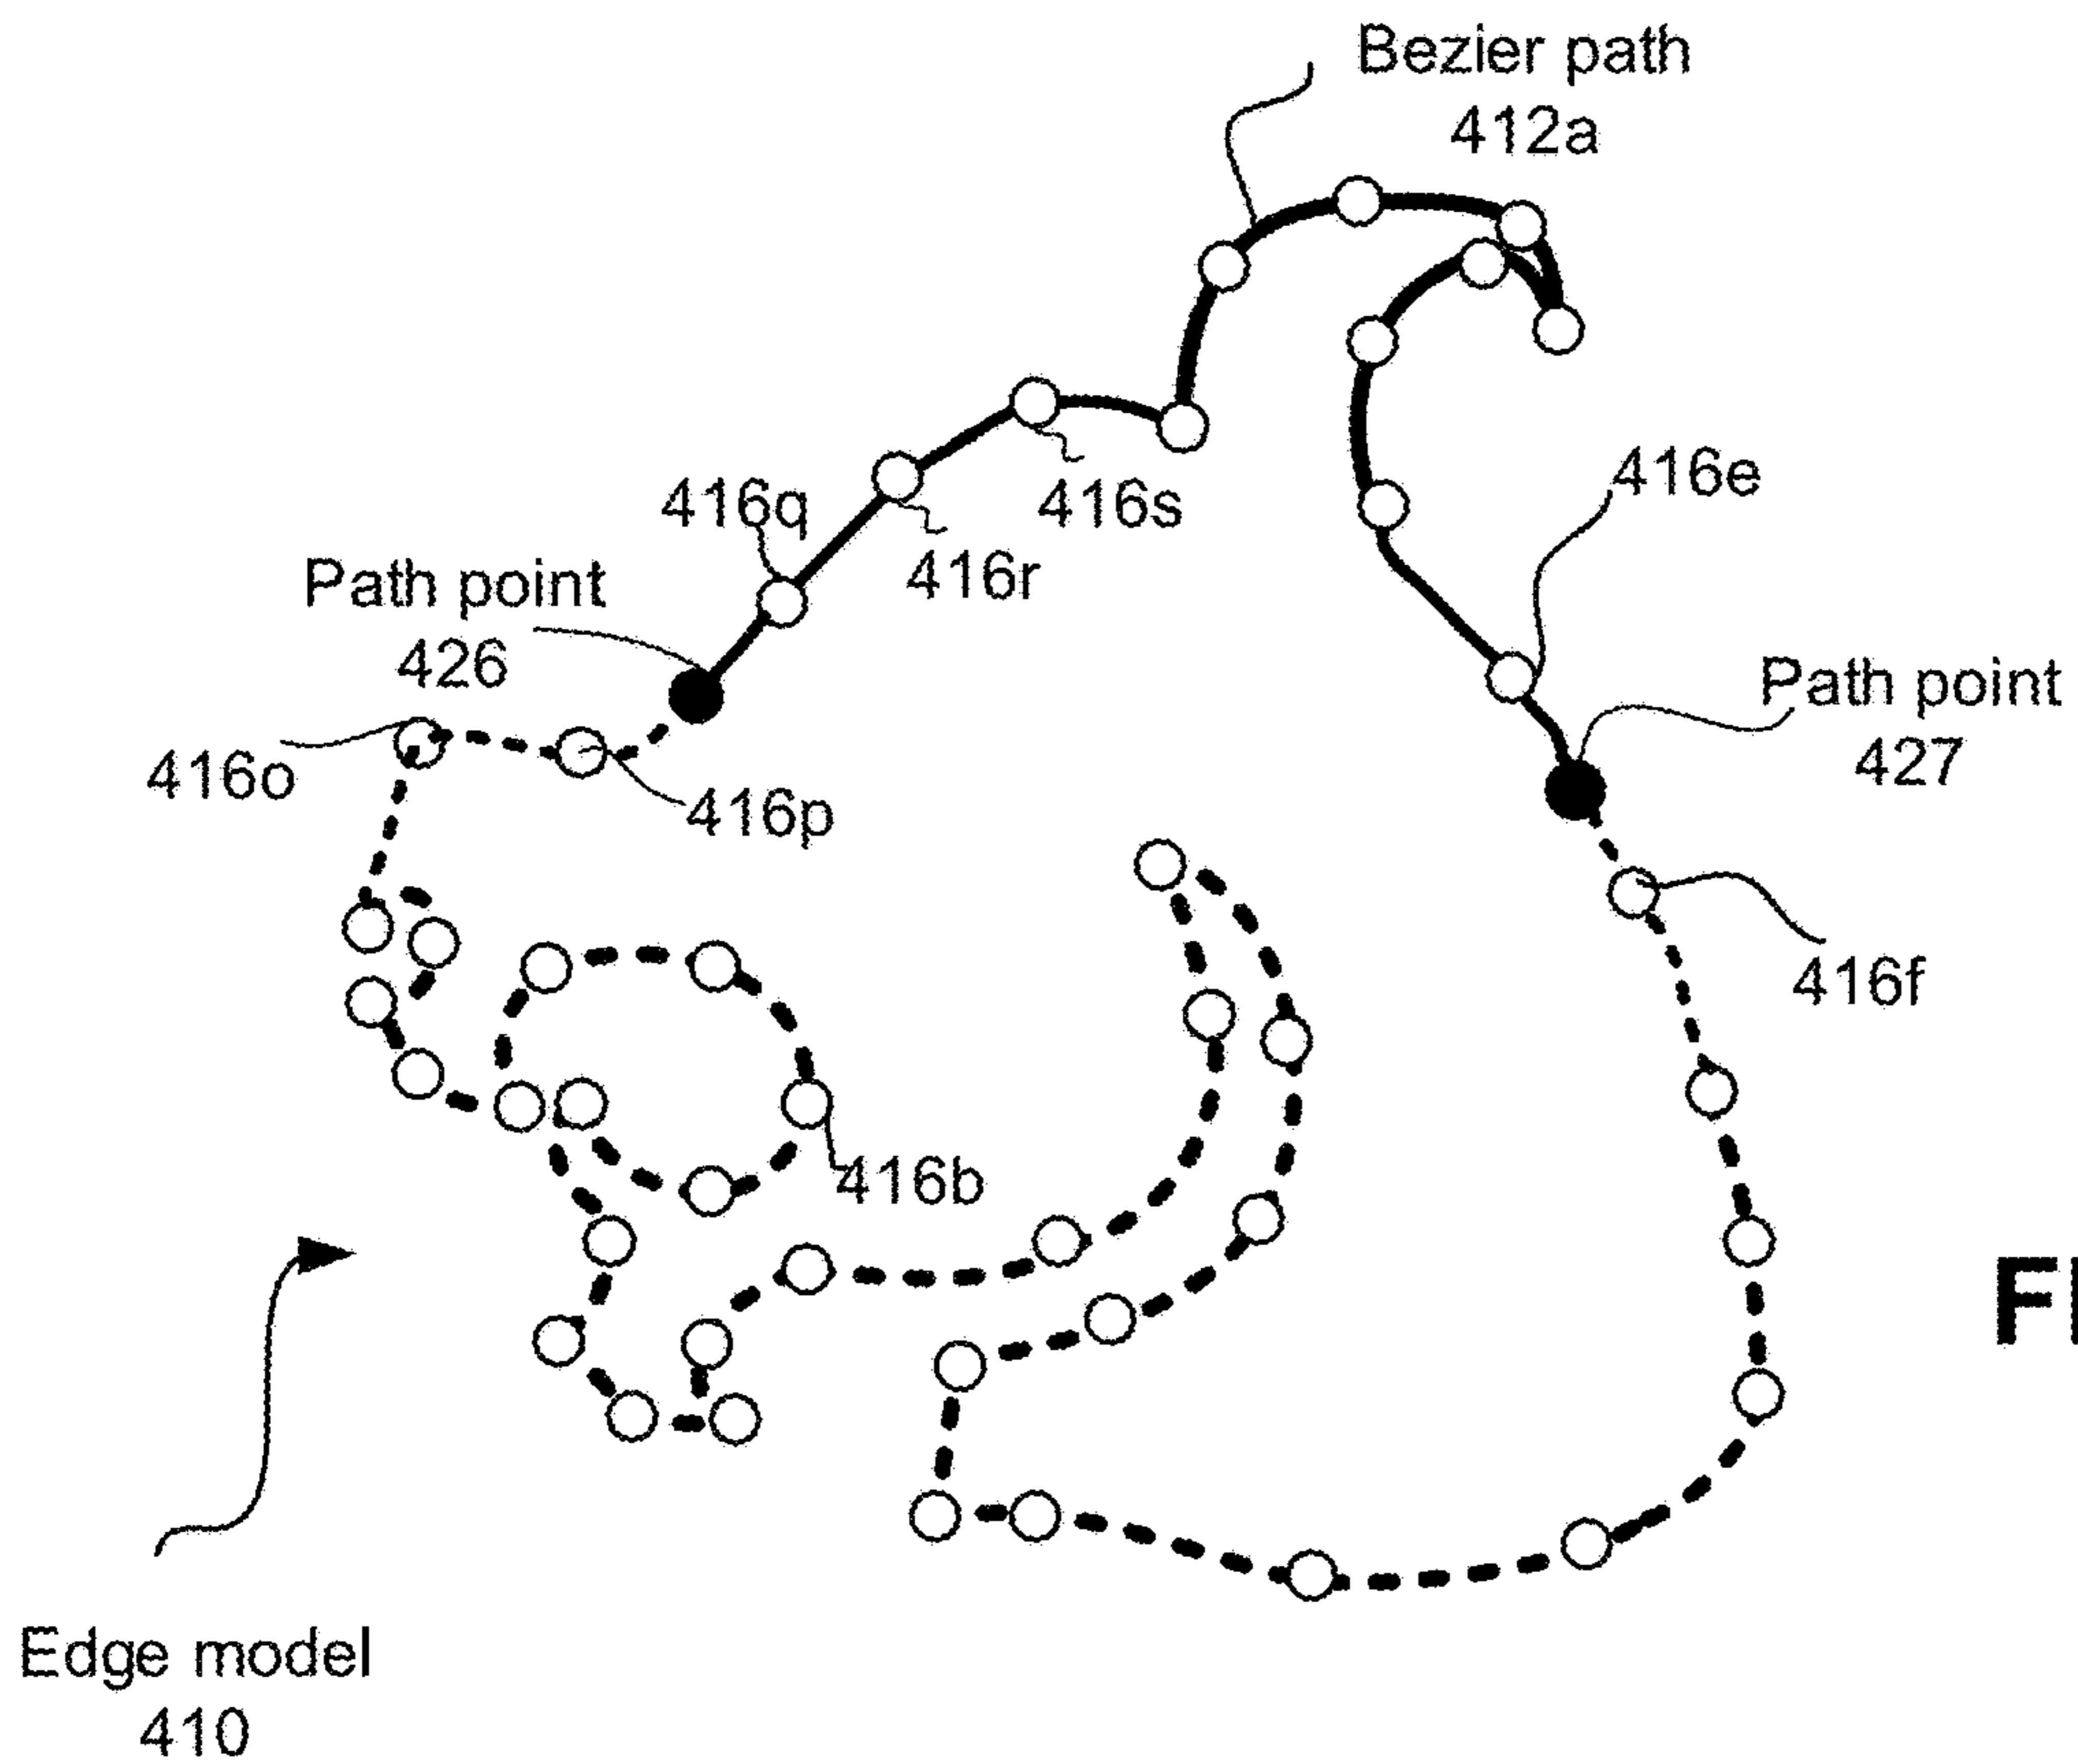 Bezier path
412a
416q
416s
416e
416r
Path point
426
Path point
427
416o
416p
416f
416b
FI
Edge model
410